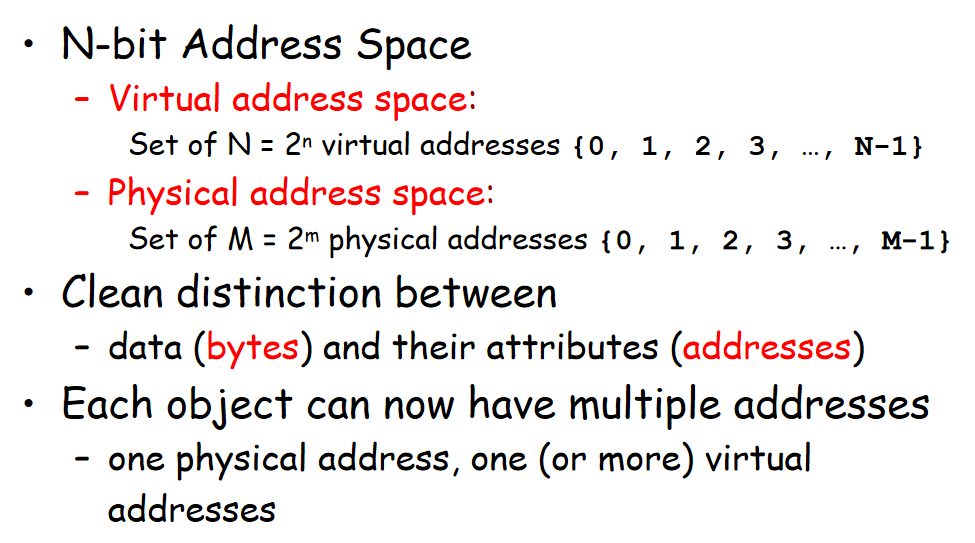 • N-bit Address Space
– Virtual address space:
Set of N = 2ⁿ virtual addresses {0, 1, 2, 3, …, N-1}
– Physical address space:
Set of M = 2ᵐ physical addresses {0, 1, 2, 3, …, M-1}
• Clean distinction between
– data (bytes) and their attributes (addresses)
• Each object can now have multiple addresses
– one physical address, one (or more) virtual
addresses